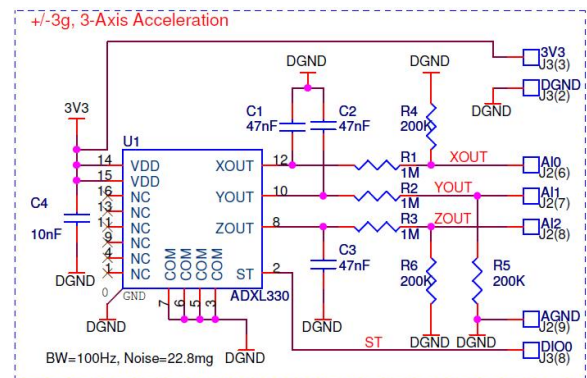 +/-3g, 3-Axis Acceleration
3V3
J3(3)
DGND
J3(2)
DGND
DGND
DGND
3V3
C1
47nF
C2
47nF
R4
200K
U1
14
15
16
13
11
9
4
1
VDD
VDD
NC
NC
NC
NC
NC
NC
XOUT
YOUT
ZOUT
ST
12
10
8
2
R1
1M
R2
1M
R3
1M
XOUT
YOUT
ZOUT
AI0
J2(6)
AI1
J2(7)
AI2
J2(8)
C4
10nF
C3
47nF
R6
200K
R5
200K
COM
COM
COM
COM
7
6
5
3
0
GND
ADXL330
DGND
DGND
DGND
DGND
DGND
DGND
AGND
J2(9)
ST
DIO0
J3(8)
BW=100Hz, Noise=22.8mg